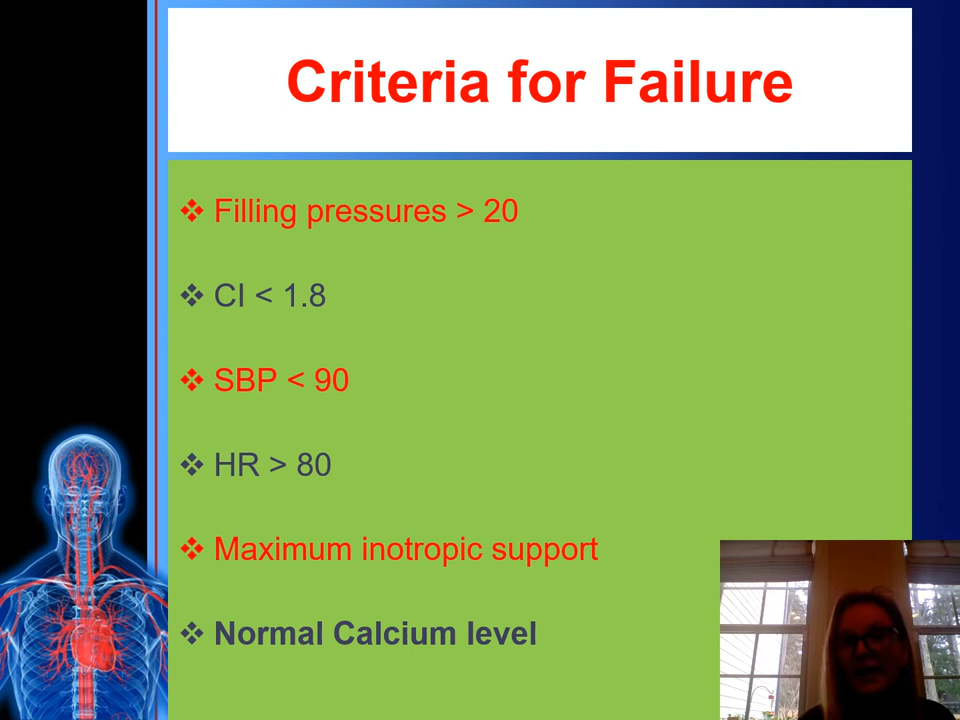 Criteria for Failure
❖ Filling pressures > 20
❖ CI < 1.8
❖ SBP < 90
❖ HR > 80
❖ Maximum inotropic support
❖ Normal Calcium level